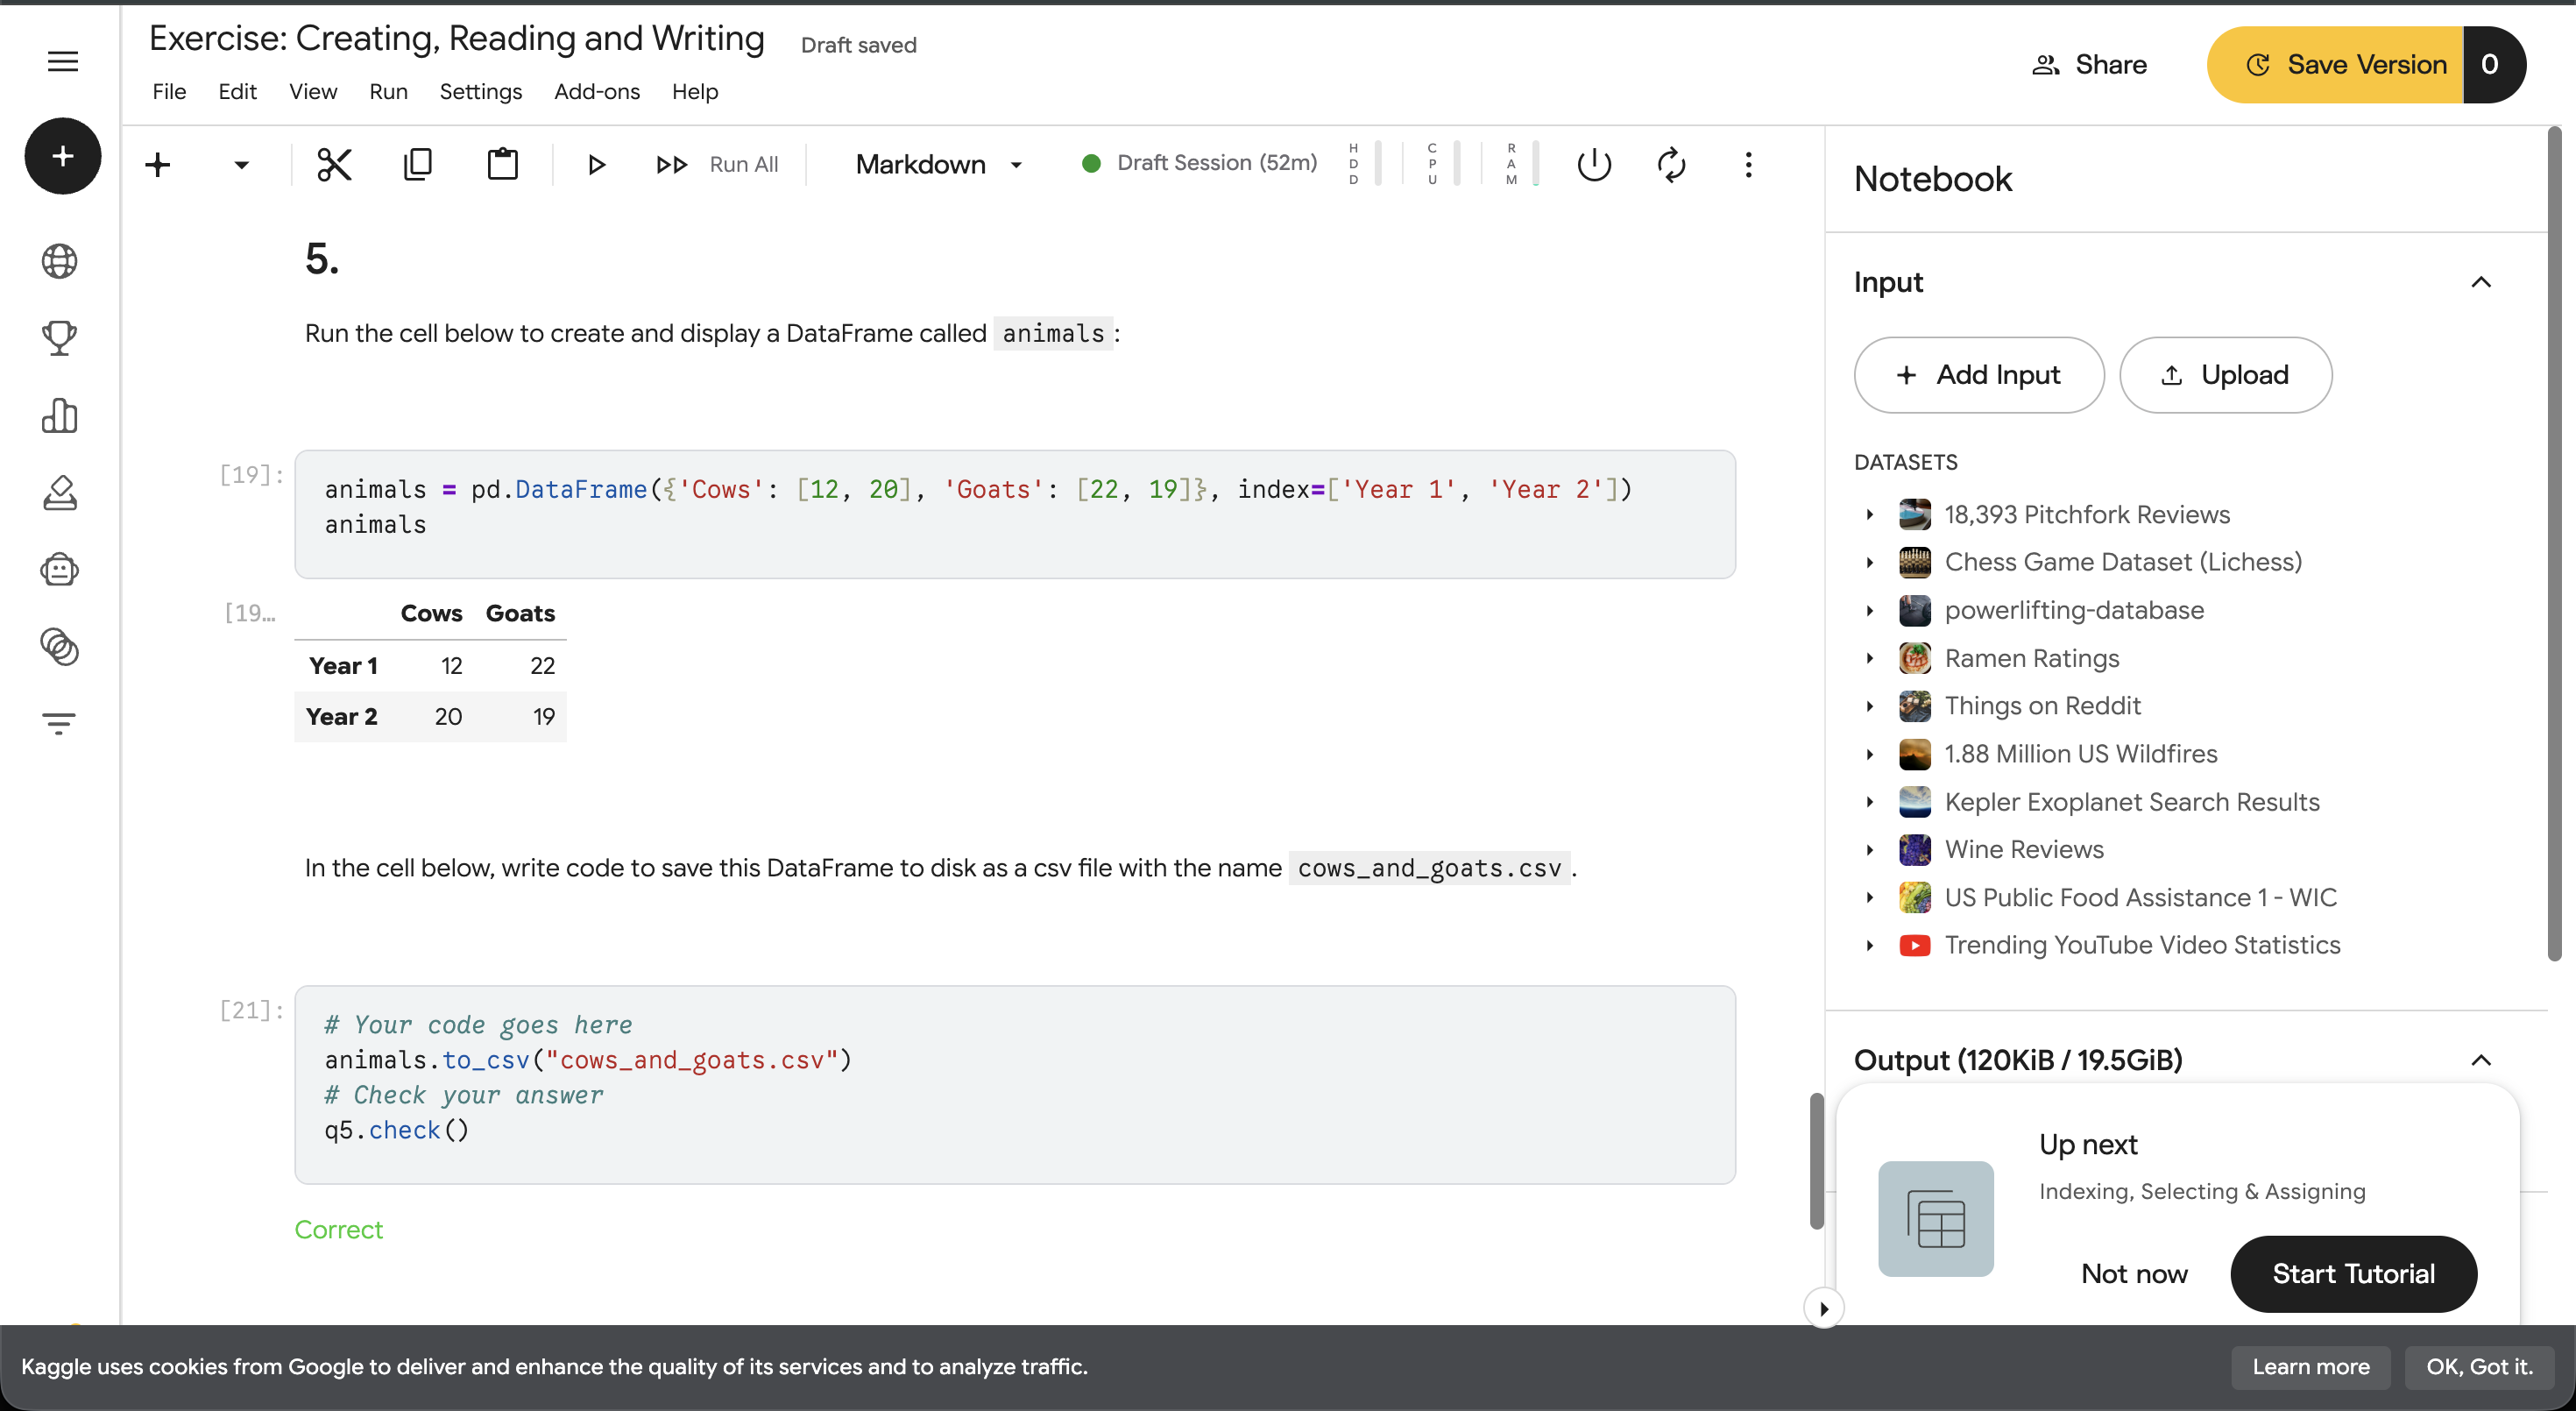 Exercise: Creating, Reading and Writing
Draft saved
File Edit View Run Settings Add-ons Help
Share
Save Version
0
Run All
Markdown
Draft Session (52m)
HDD
CPU
RAM
5.
Run the cell below to create and display a DataFrame called animals:
[19]:
animals = pd.DataFrame({'Cows': [12, 20], 'Goats': [22, 19]}, index=['Year 1', 'Year 2'])
animals
[19...
Cows Goats
Year 1 12 22
Year 2 20 19
In the cell below, write code to save this DataFrame to disk as a csv file with the name cows_and_goats.csv.
[21]:
# Your code goes here
animals.to_csv("cows_and_goats.csv")
# Check your answer
q5.check()
Correct
Notebook
Input
Add Input
Upload
DATASETS
18,393 Pitchfork Reviews
Chess Game Dataset (Lichess)
powerlifting-database
Ramen Ratings
Things on Reddit
1.88 Million US Wildfires
Kepler Exoplanet Search Results
Wine Reviews
US Public Food Assistance 1 - WIC
Trending YouTube Video Statistics
Output (120KiB / 19.5GiB)
Up next
Indexing, Selecting & Assigning
Not now
Start Tutorial
Kaggle uses cookies from Google to deliver and enhance the quality of its services and to analyze traffic.
Learn more
OK, Got it.